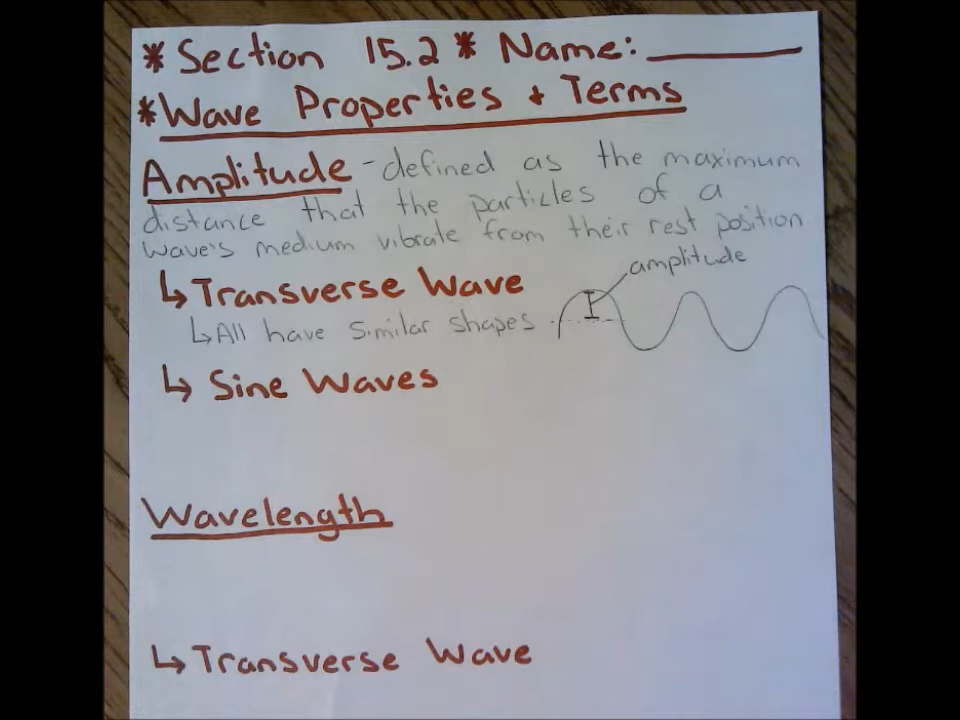 * Section 15.2 * Name: ________
* Wave Properties + Terms
Amplitude - defined as the maximum
distance that the particles of a
wave's medium vibrate from their rest position
amplitude
↳ Transverse Wave
↳ All have similar shapes
↳ Sine Waves
Wavelength
↳ Transverse Wave